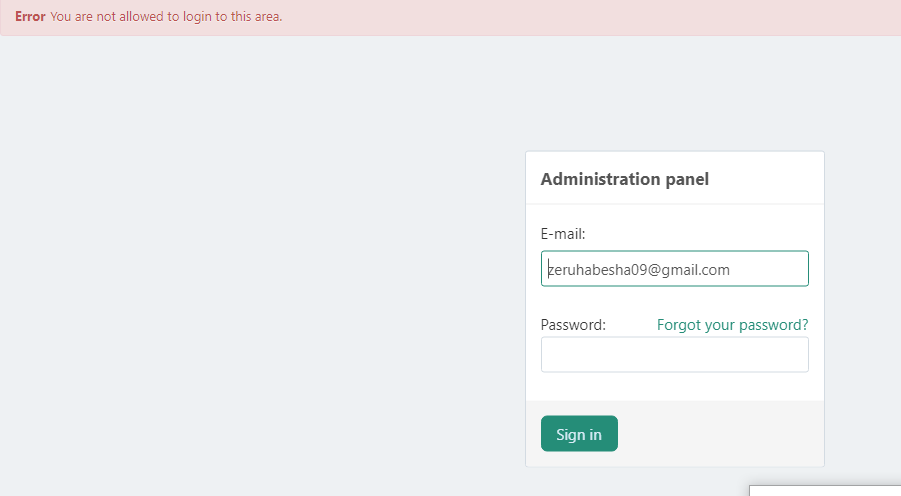 Error You are not allowed to login to this area.
Administration panel
E-mail:
zeruhabesha09@gmail.com
Password: Forgot your password?
Sign in